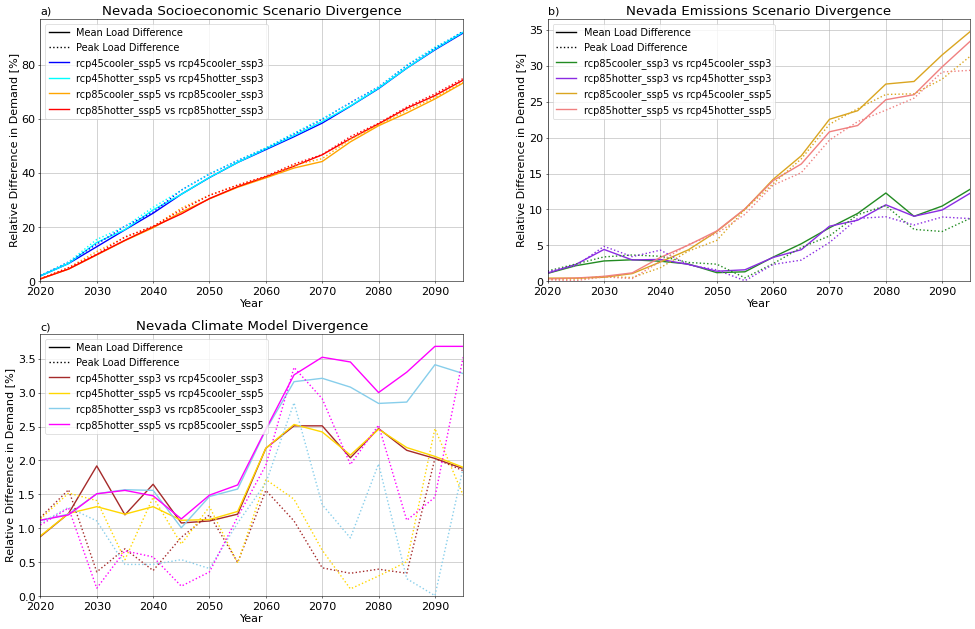 a)
Nevada Socioeconomic Scenario Divergence
Relative Difference in Demand [%]
80
60
40
20
0
Mean Load Difference
Peak Load Difference
rcp45cooler_ssp5 vs rcp45cooler_ssp3
rcp45hotter_ssp5 vs rcp45hotter_ssp3
rcp85cooler_ssp5 vs rcp85cooler_ssp3
rcp85hotter_ssp5 vs rcp85hotter_ssp3
2020 2030 2040 2050 2060 2070 2080 2090
Year
b)
Nevada Emissions Scenario Divergence
Relative Difference in Demand [%]
35
30
25
20
15
10
5
0
Mean Load Difference
Peak Load Difference
rcp85cooler_ssp3 vs rcp45cooler_ssp3
rcp85hotter_ssp3 vs rcp45hotter_ssp3
rcp85cooler_ssp5 vs rcp45cooler_ssp5
rcp85hotter_ssp5 vs rcp45hotter_ssp5
2020 2030 2040 2050 2060 2070 2080 2090
Year
c)
Nevada Climate Model Divergence
Relative Difference in Demand [%]
3.5
3.0
2.5
2.0
1.5
1.0
0.5
0.0
Mean Load Difference
Peak Load Difference
rcp45hotter_ssp3 vs rcp45cooler_ssp3
rcp45hotter_ssp5 vs rcp45cooler_ssp5
rcp85hotter_ssp3 vs rcp85cooler_ssp3
rcp85hotter_ssp5 vs rcp85cooler_ssp5
2020 2030 2040 2050 2060 2070 2080 2090
Year